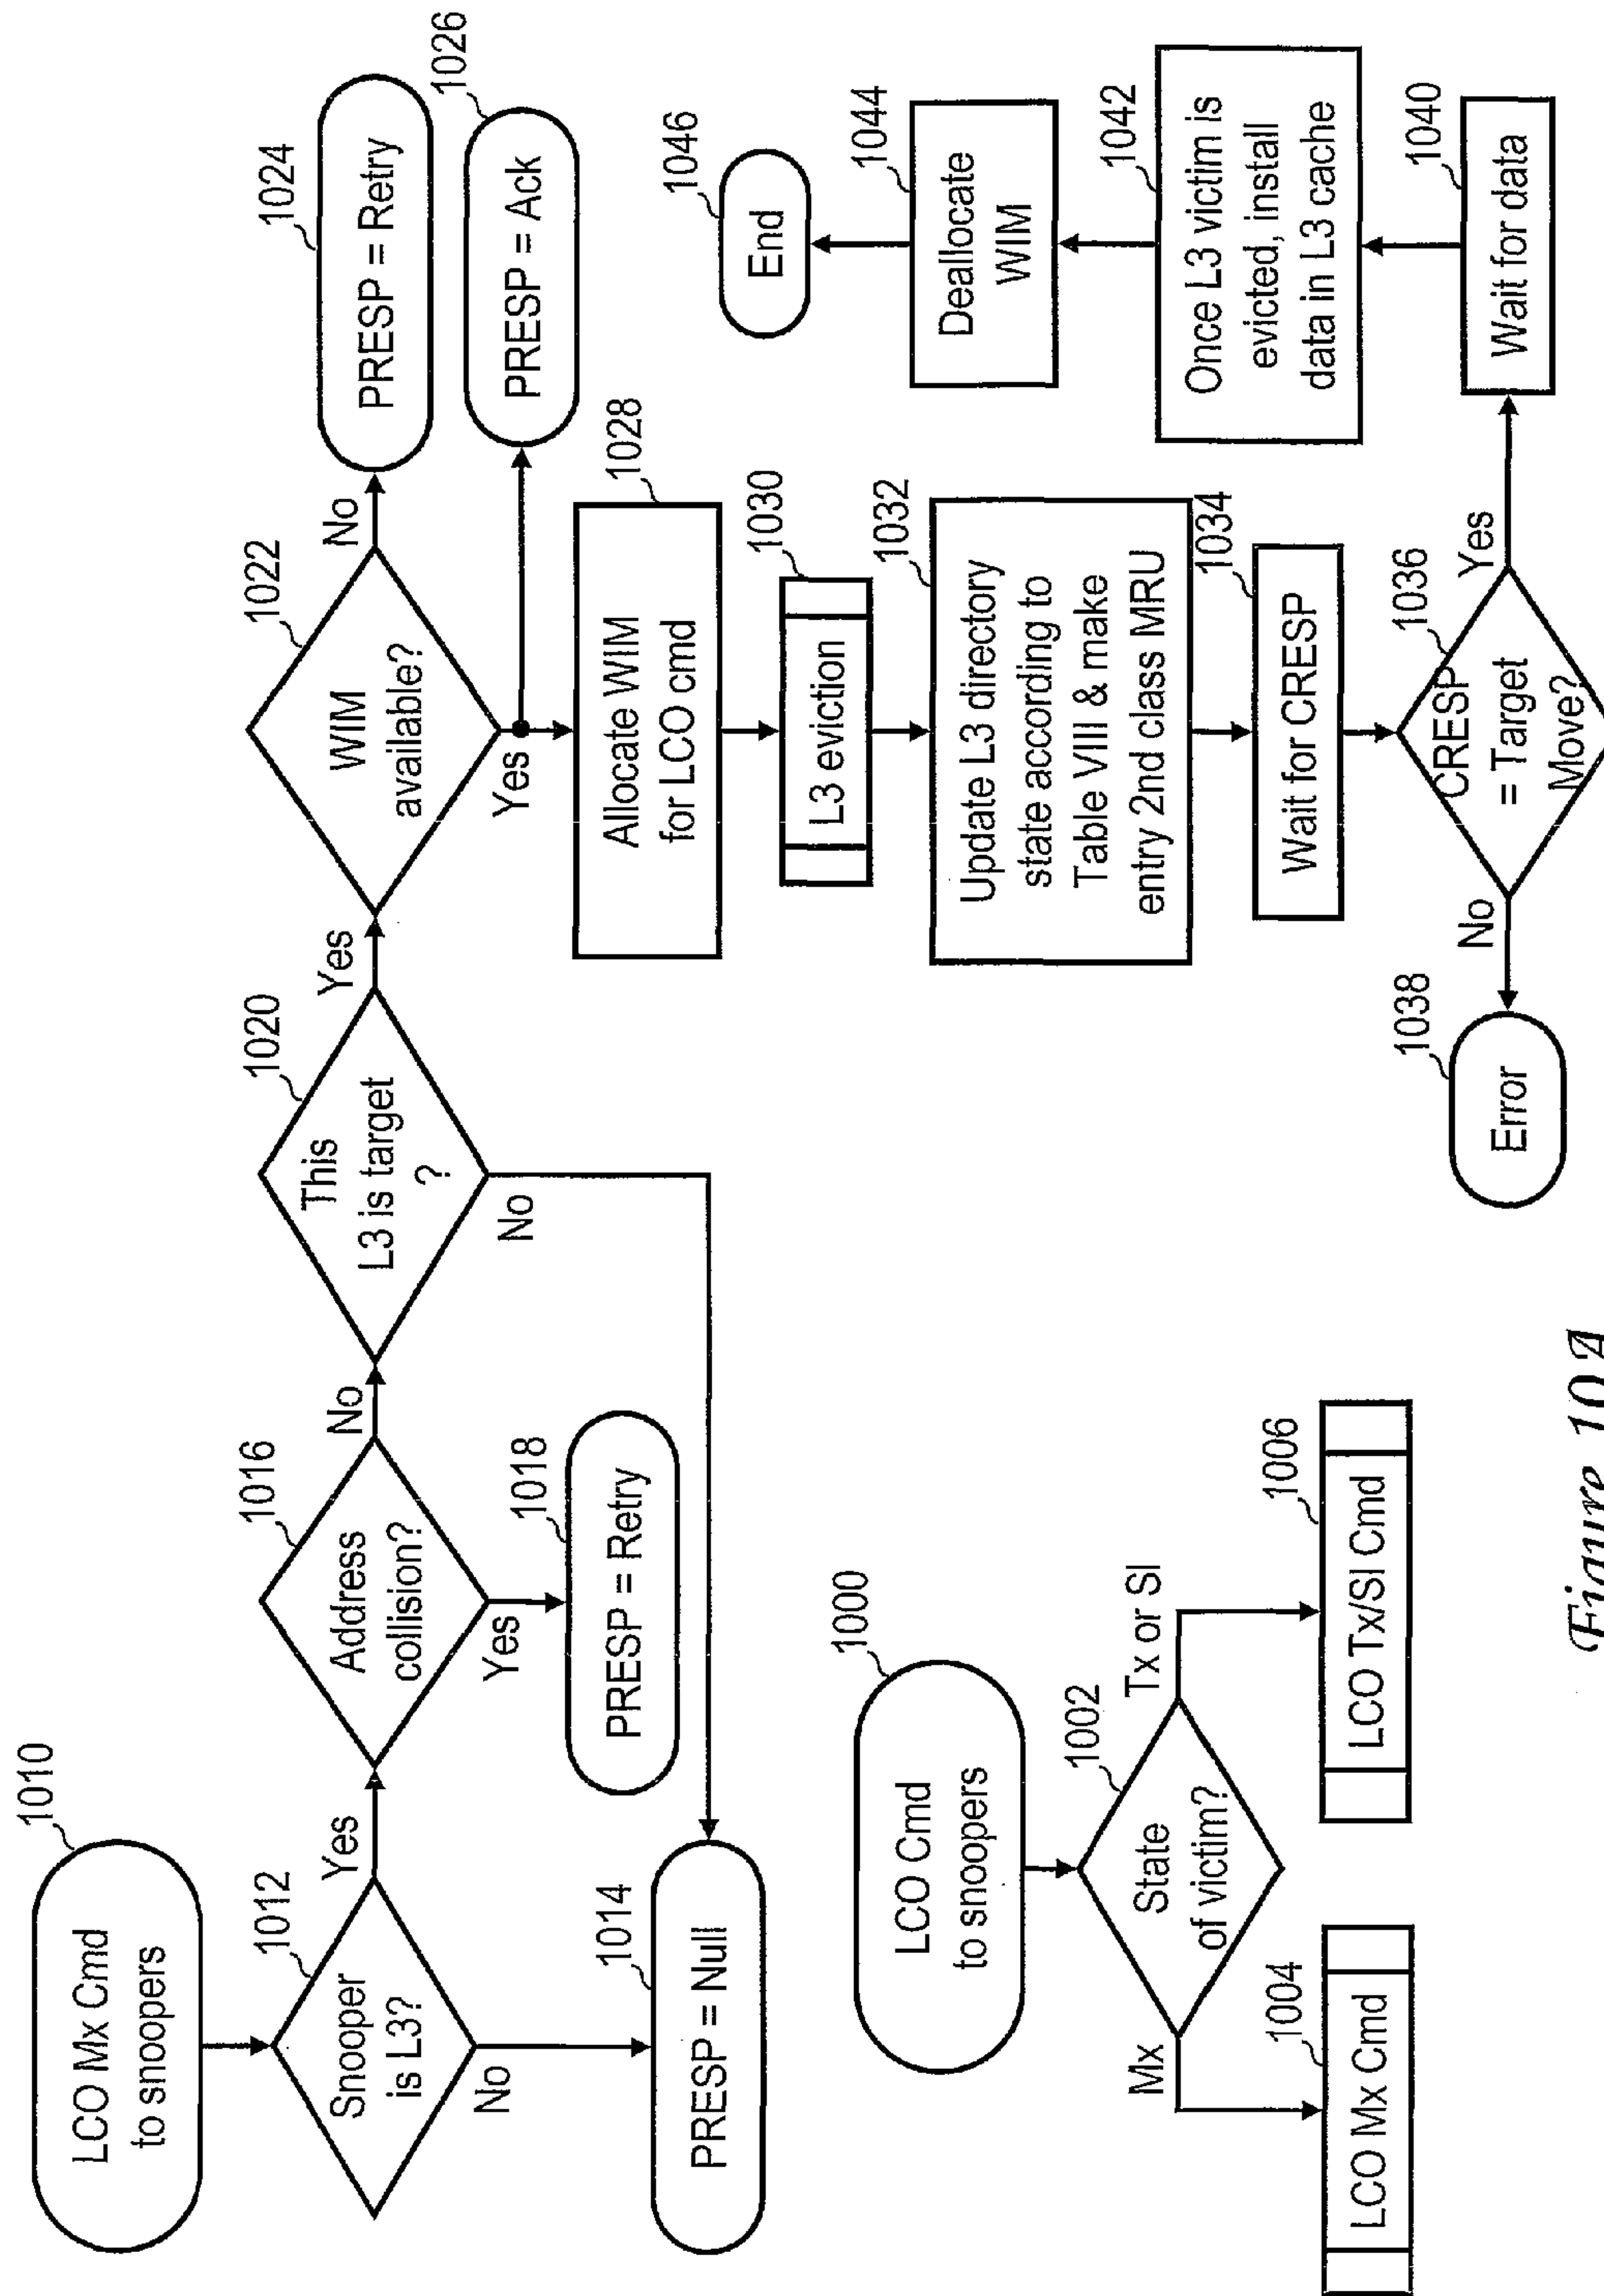 1010
LCO Mx Cmd
to snoopers
1012
Snooper
is L3?
Yes
No
1014
PRESP = Null
1016
Address
collision?
No
Yes
1018
PRESP = Retry
1020
This
L3 is target
?
Yes
No
1022
WIM
available?
No
Yes
1024
PRESP = Retry
1026
PRESP = Ack
1028
Allocate WIM
for LCO cmd
1030
L3 eviction
1032
Update L3 directory
state according to
Table VIII & make
entry 2nd class MRU
1034
Wait for CRESP
1036
CRESP
= Target
Move?
No
Yes
1038
Error
1040
Wait for data
1042
Once L3 victim is
evicted, install
data in L3 cache
1044
Deallocate
WIM
1046
End
1000
LCO Cmd
to snoopers
1002
State
of victim?
Mx
Tx or SI
1004
LCO Mx Cmd
1006
LCO Tx/SI Cmd
Figure 10A